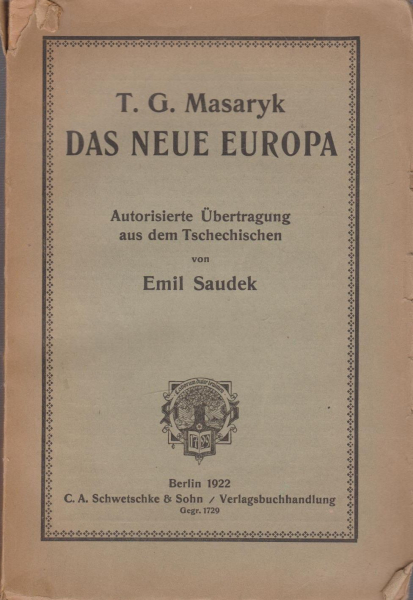 T. G. Masaryk
DAS NEUE EUROPA
Autorisierte Übertragung
aus dem Tschechischen
von
Emil Saudek
Berlin 1922
C. A. Schwetschke & Sohn / Verlagsbuchhandlung
Gegr. 1729